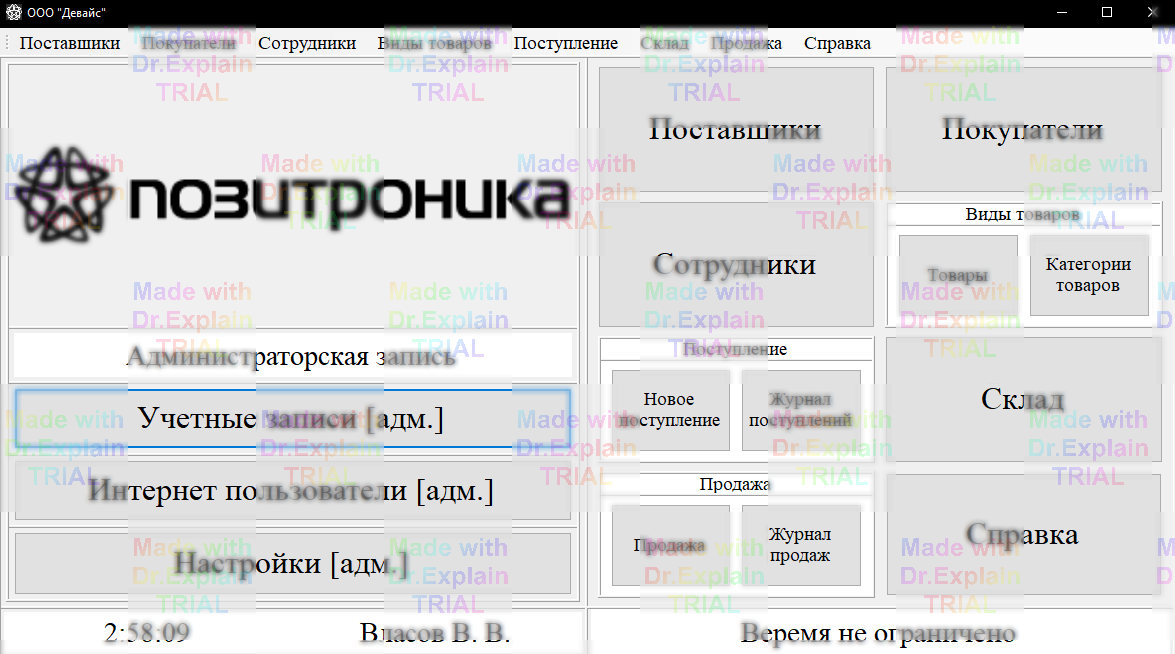 ООО "Девайс"
Поставщики Покупатели Сотрудники Виды товаров Поступление Склад Продажа Справка
позитроника
Администраторская запись
Учетные записи [адм.]
Интернет пользователи [адм.]
Настройки [адм.]
2:58:09 Власов В. В.
Поставщики
Покупатели
Сотрудники
Виды товаров
Товары
Категории
товаров
Поступление
Новое
поступление
Журнал
поступлений
Склад
Продажа
Продажа
Журнал
продаж
Справка
Веремя не ограничено
Made with
Dr.Explain
TRIAL